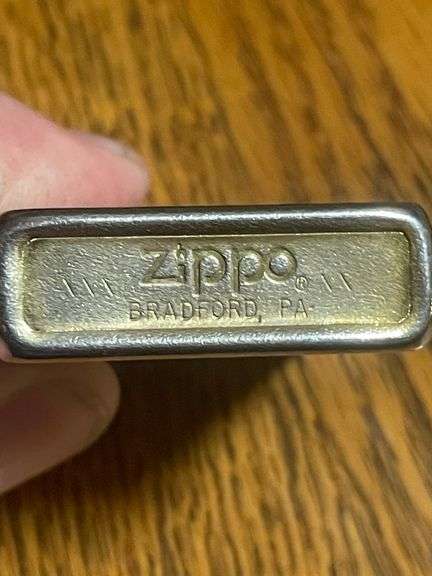 \\\ Zippo® \\
BRADFORD, PA.